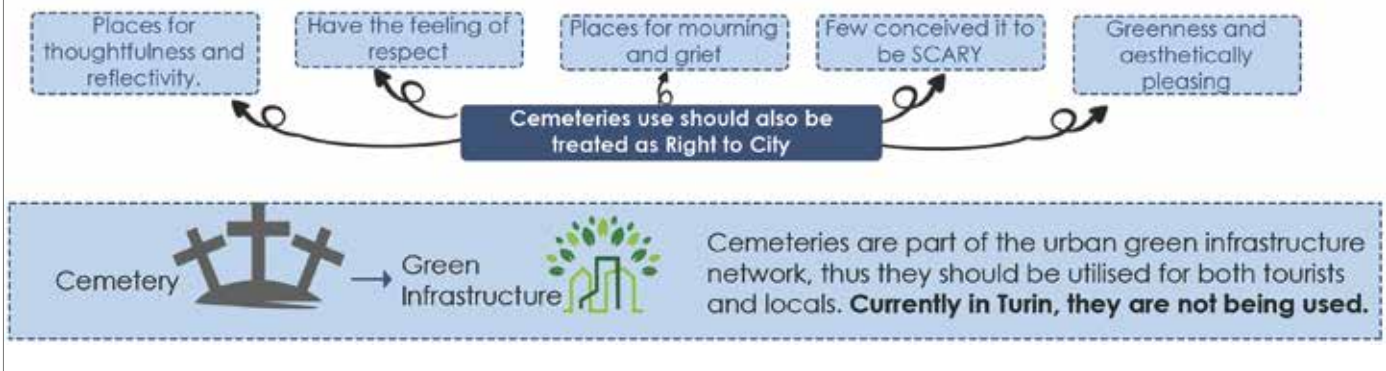 Places for
thoughtfulness and
reflectivity.
Have the feeling of
respect
Places for mourning
and grief
Few conceived it to
be SCARY
Greenness and
aesthetically
pleasing
Cemeteries use should also be
treated as Right to City
Cemetery
Green
Infrastructure
Cemeteries are part of the urban green infrastructure
network, thus they should be utilised for both tourists
and locals. Currently in Turin, they are not being used.